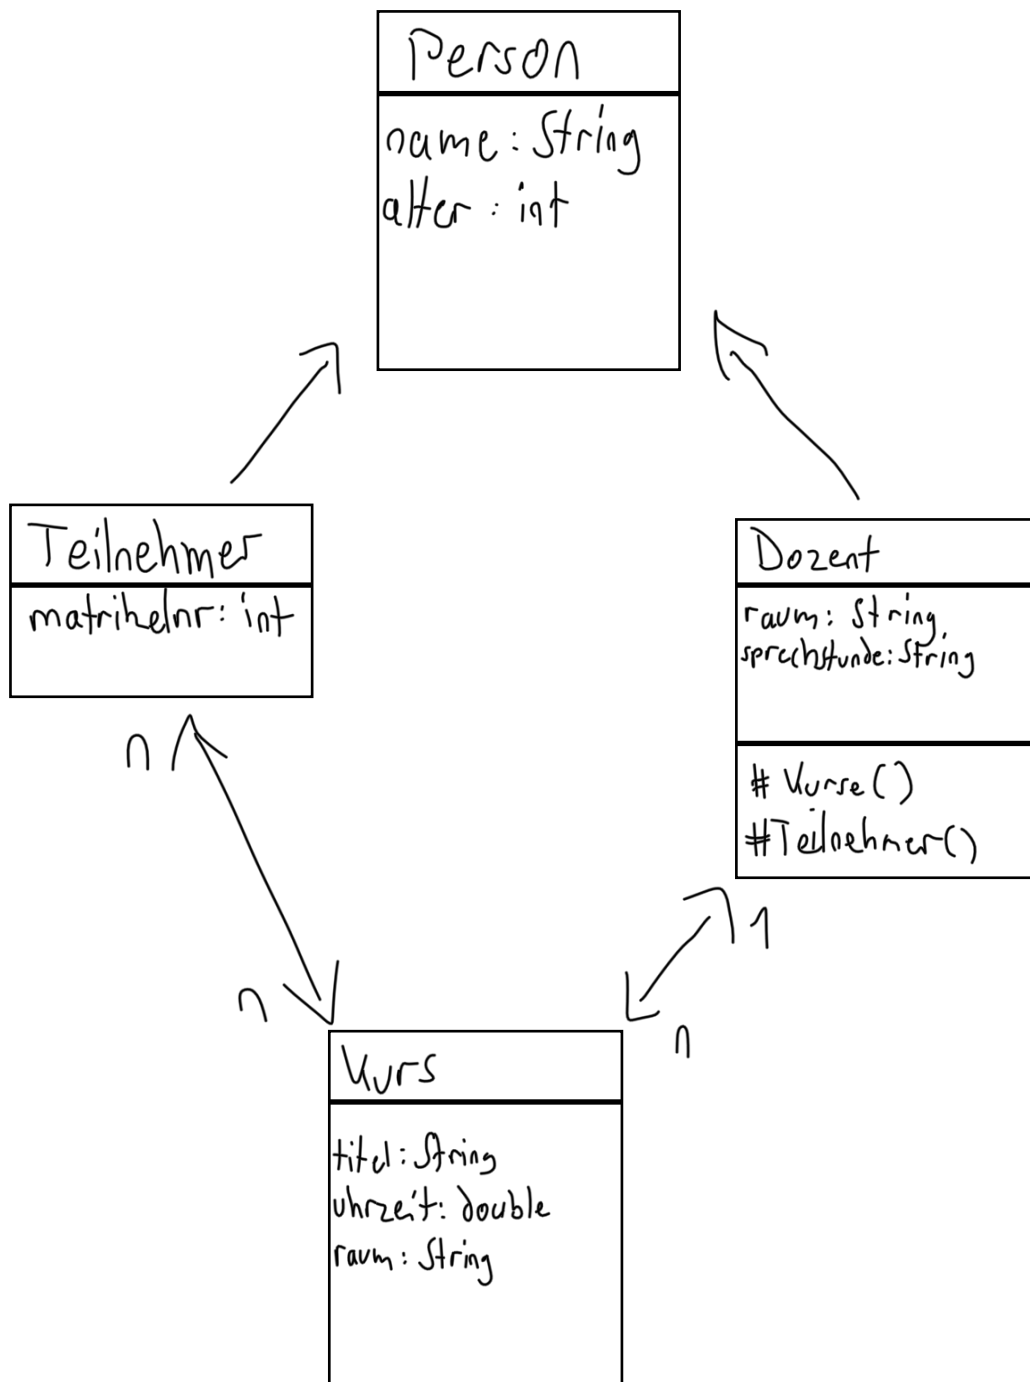 Person
name: String
alter: int
Teilnehmer
matrikelnr: int
Dozent
raum: String
sprechstunde: String
# Kurse()
#Teilnehmer()
n
1
n
n
Kurs
titel: String
uhrzeit: double
raum: String